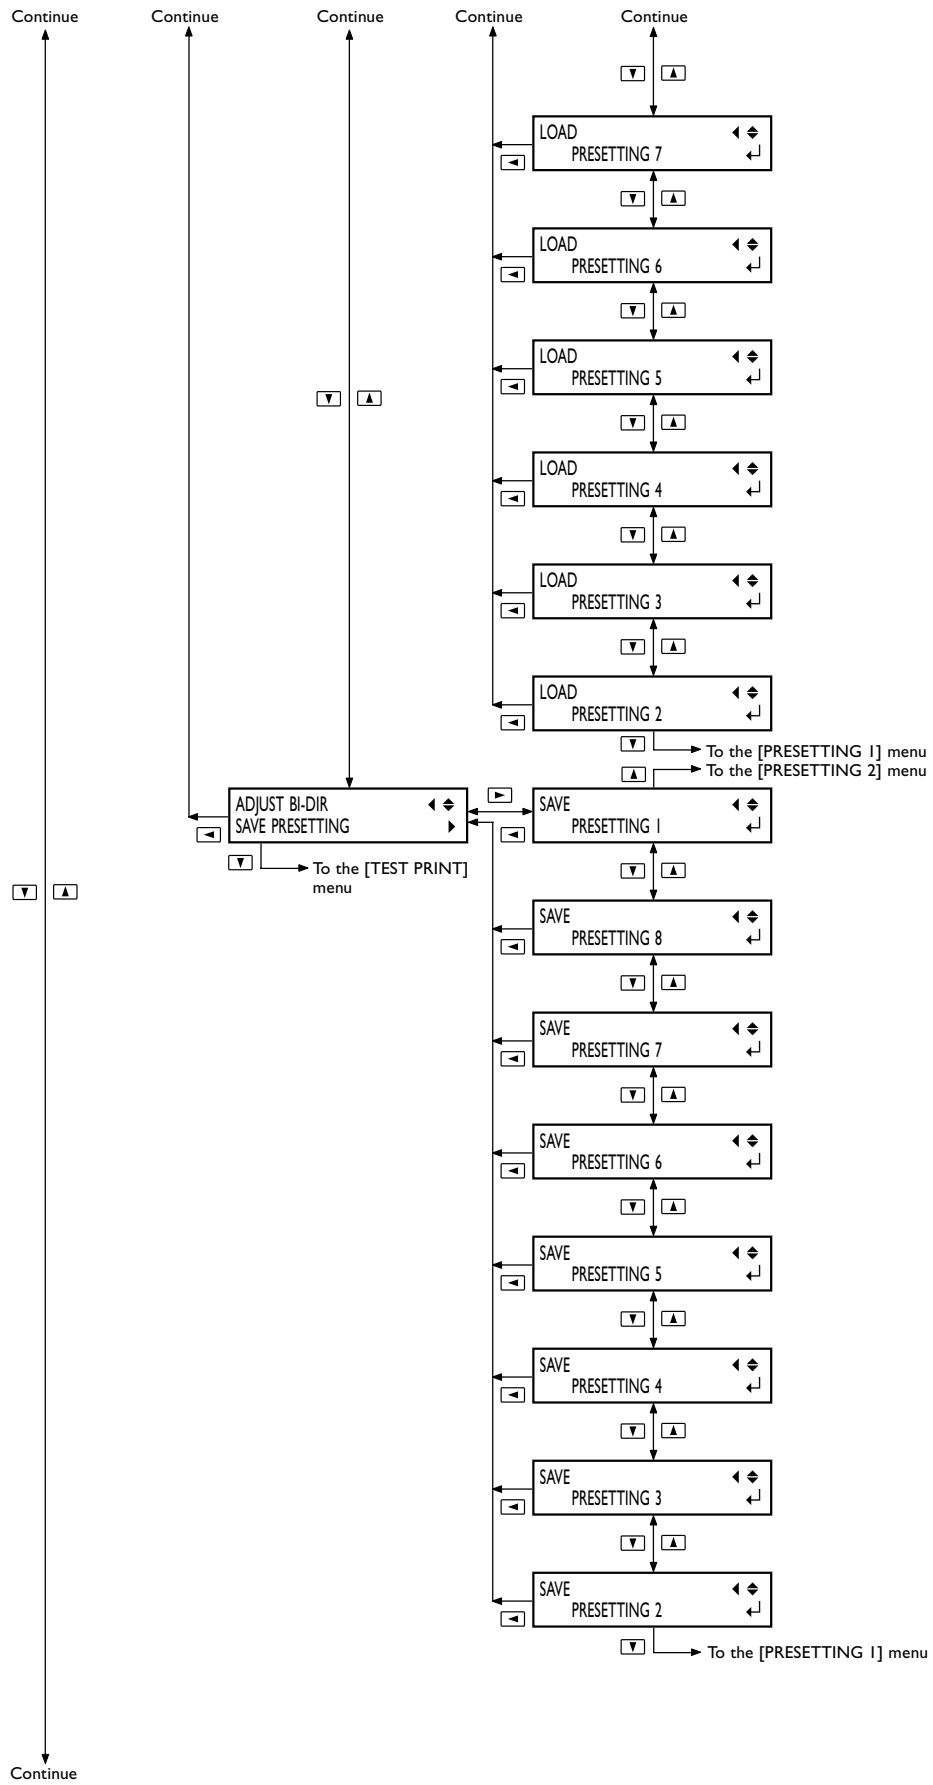 Continue Continue Continue Continue Continue
LOAD
PRESETTING 7
LOAD
PRESETTING 6
LOAD
PRESETTING 5
LOAD
PRESETTING 4
LOAD
PRESETTING 3
LOAD
PRESETTING 2
To the [PRESETTING 1] menu
To the [PRESETTING 2] menu
ADJUST BI-DIR
SAVE PRESETTING
To the [TEST PRINT]
menu
SAVE
PRESETTING 1
SAVE
PRESETTING 8
SAVE
PRESETTING 7
SAVE
PRESETTING 6
SAVE
PRESETTING 5
SAVE
PRESETTING 4
SAVE
PRESETTING 3
SAVE
PRESETTING 2
To the [PRESETTING 1] menu
Continue